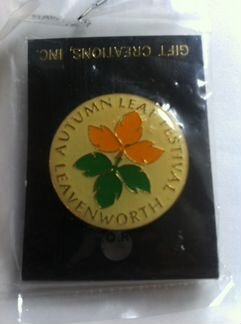 GIFT CREATIONS, INC.
AUTUMN LEAF FESTIVAL
LEAVENWORTH